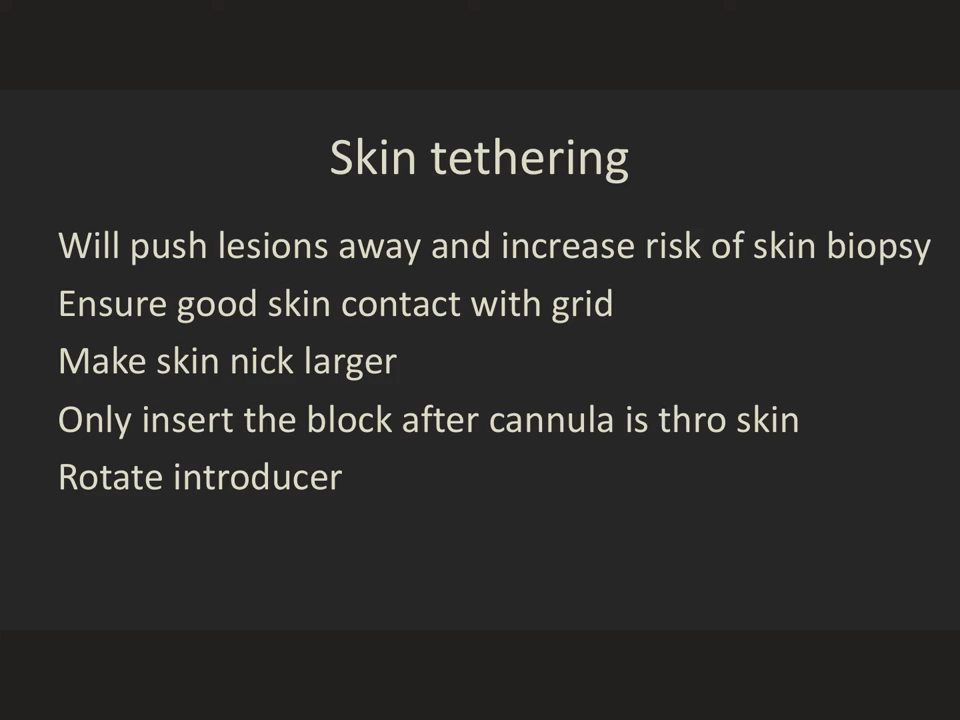 Skin tethering
Will push lesions away and increase risk of skin biopsy
Ensure good skin contact with grid
Make skin nick larger
Only insert the block after cannula is thro skin
Rotate introducer